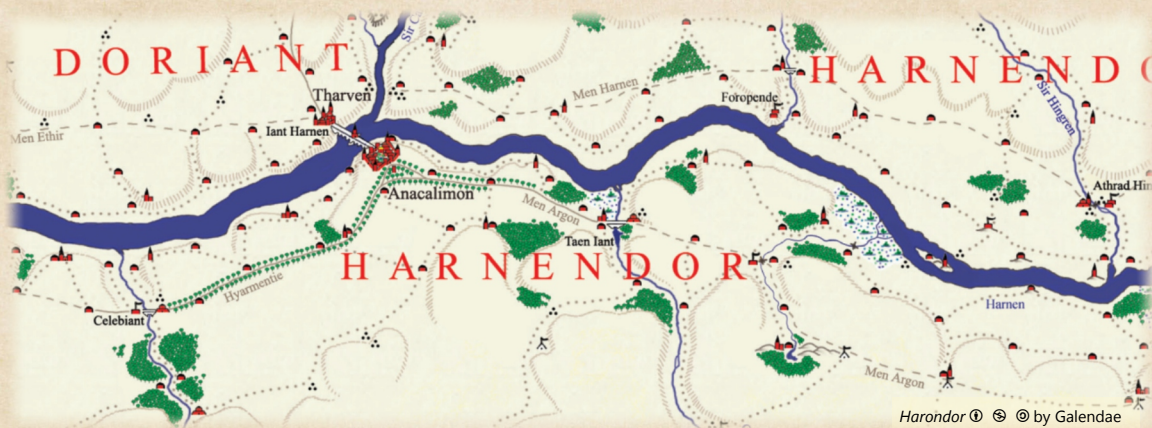 Sir C
DORIANT
HARNENDO
Men Harnen
Sir Hingren
Tharven
Foropende
Iant Harnen
Men Ethir
Anacalimon
Athrad Hin
Men Argon
Taen Iant
HARNENDOR
Hyarmentie
Harnen
Celebiant
Men Argon
Harondor by Galendae